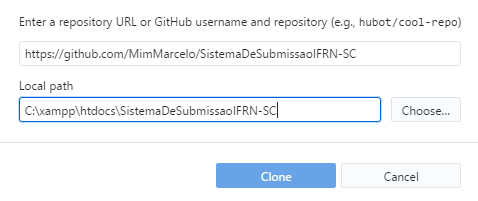 Enter a repository URL or GitHub username and repository (e.g., hubot/cool-repo)
https://github.com/MimMarcelo/SistemaDeSubmissaoIFRN-SC
Local path
C:\xampp\htdocs\SistemaDeSubmissaoIFRN-SC
Choose...
Clone
Cancel